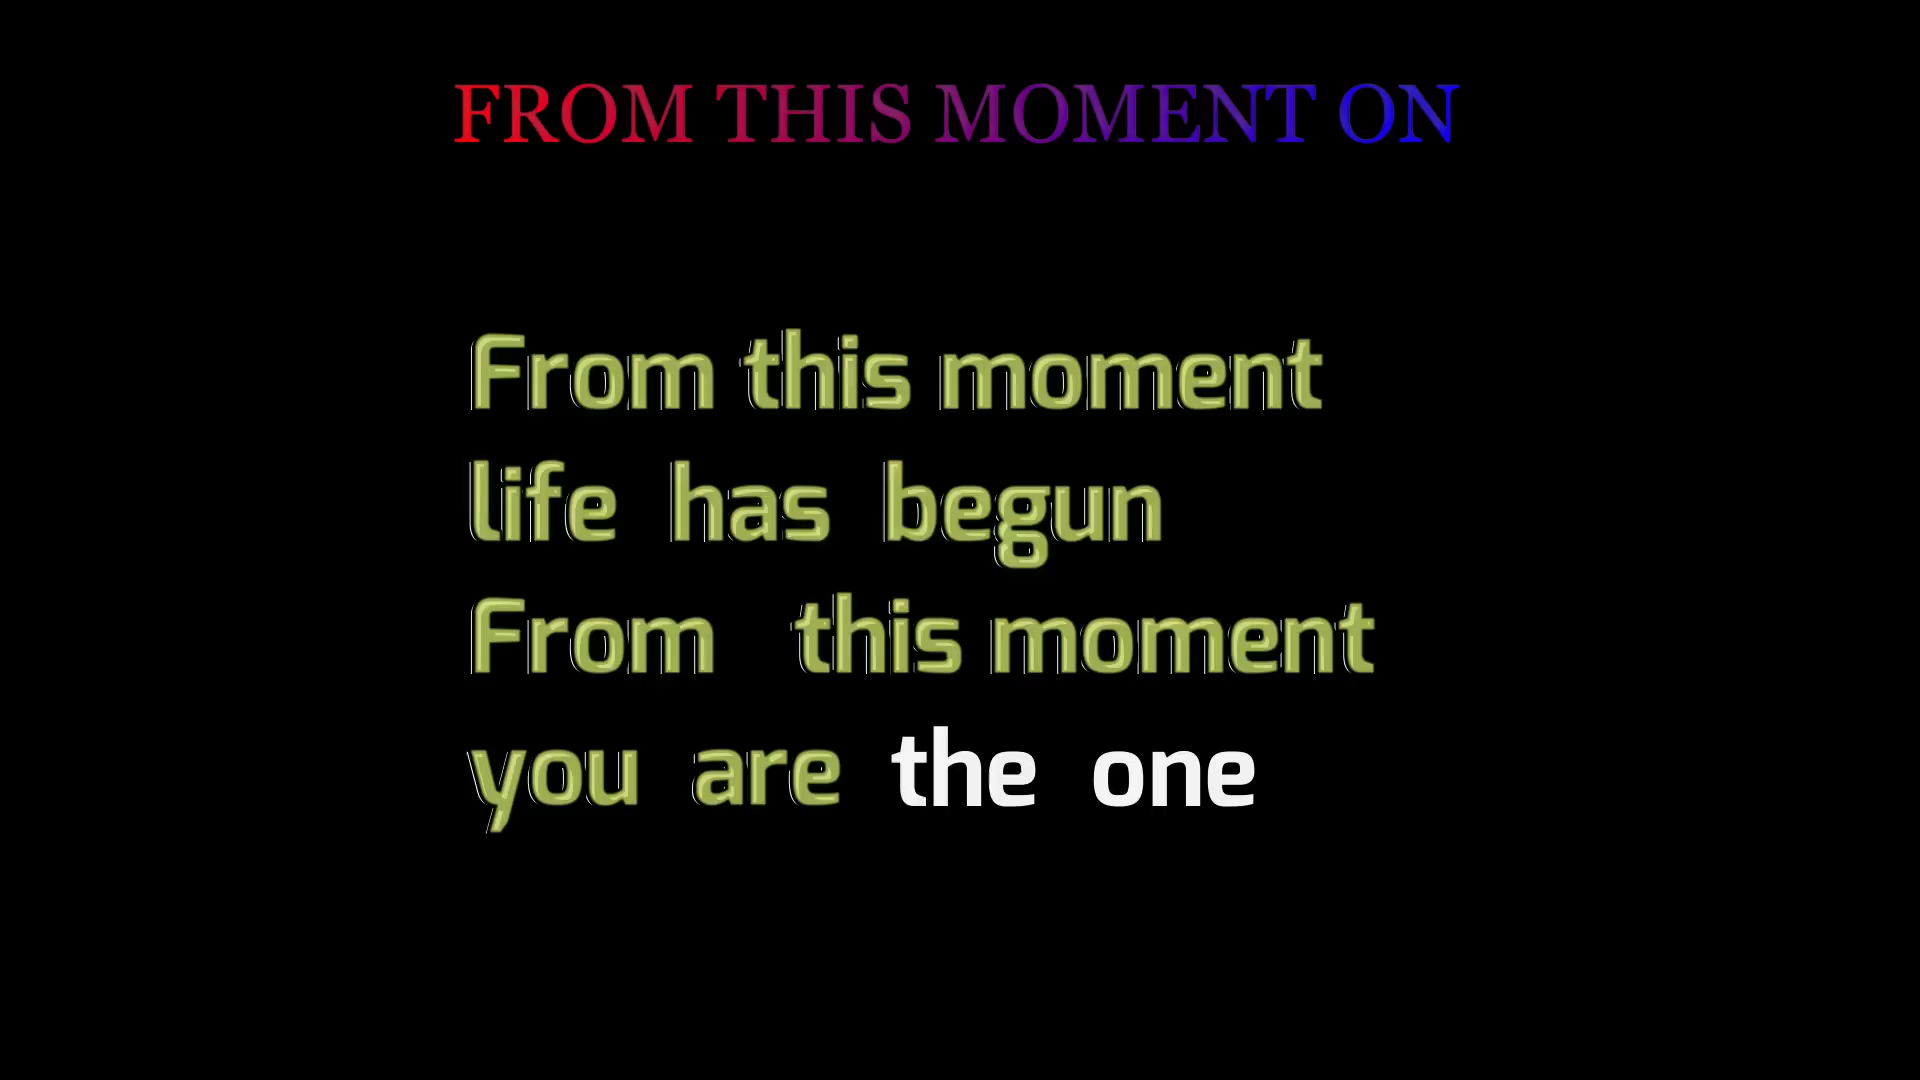 FROM THIS MOMENT ON
From this moment
life has begun
From this moment
you are the one